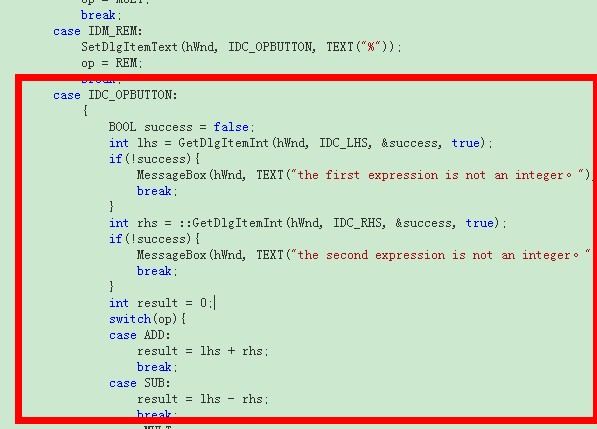 op = MULT;
break;
case IDM_REM:
SetDlgItemText(hWnd, IDC_OPBUTTON, TEXT("%"));
op = REM;
break;
case IDC_OPBUTTON:
{
BOOL success = false;
int lhs = GetDlgItemInt(hWnd, IDC_LHS, &success, true);
if(!success){
MessageBox(hWnd, TEXT("the first expression is not an integer。")
break;
}
int rhs = ::GetDlgItemInt(hWnd, IDC_RHS, &success, true);
if(!success){
MessageBox(hWnd, TEXT("the second expression is not an integer。"
break;
}
int result = 0;
switch(op){
case ADD:
result = lhs + rhs;
break;
case SUB:
result = lhs - rhs;
break;
MULT